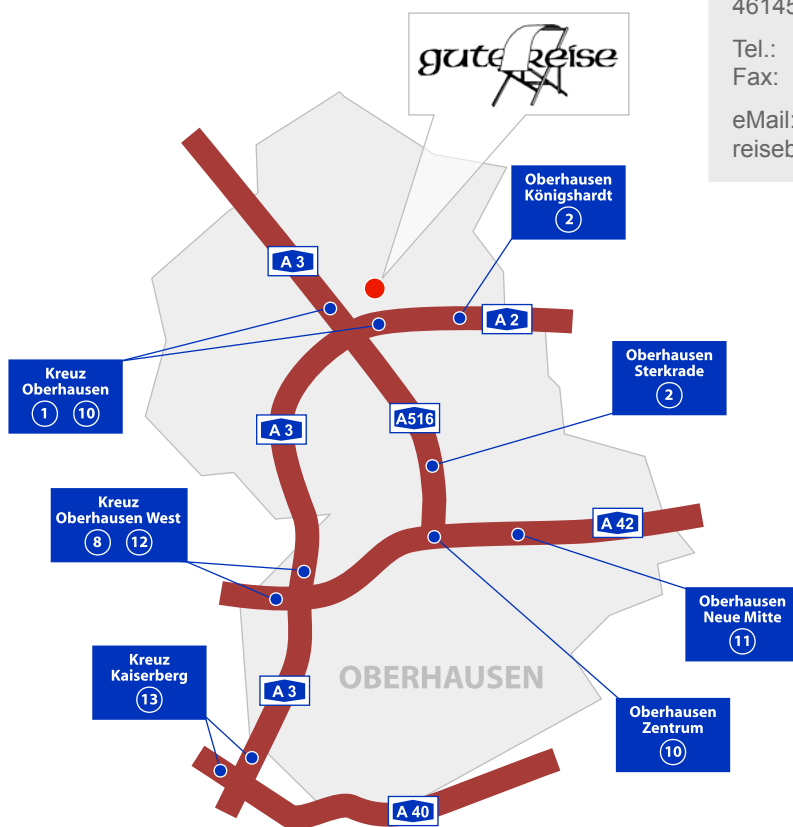 gute reise
46145
Tel.:
Fax:
eMail:
reiseb
Oberhausen
Königshardt
2
A 3
A 2
Oberhausen
Sterkrade
2
Kreuz
Oberhausen
1 10
A516
A 3
Kreuz
Oberhausen West
8 12
A 42
Oberhausen
Neue Mitte
11
Kreuz
Kaiserberg
13
OBERHAUSEN
A 3
Oberhausen
Zentrum
10
A 40